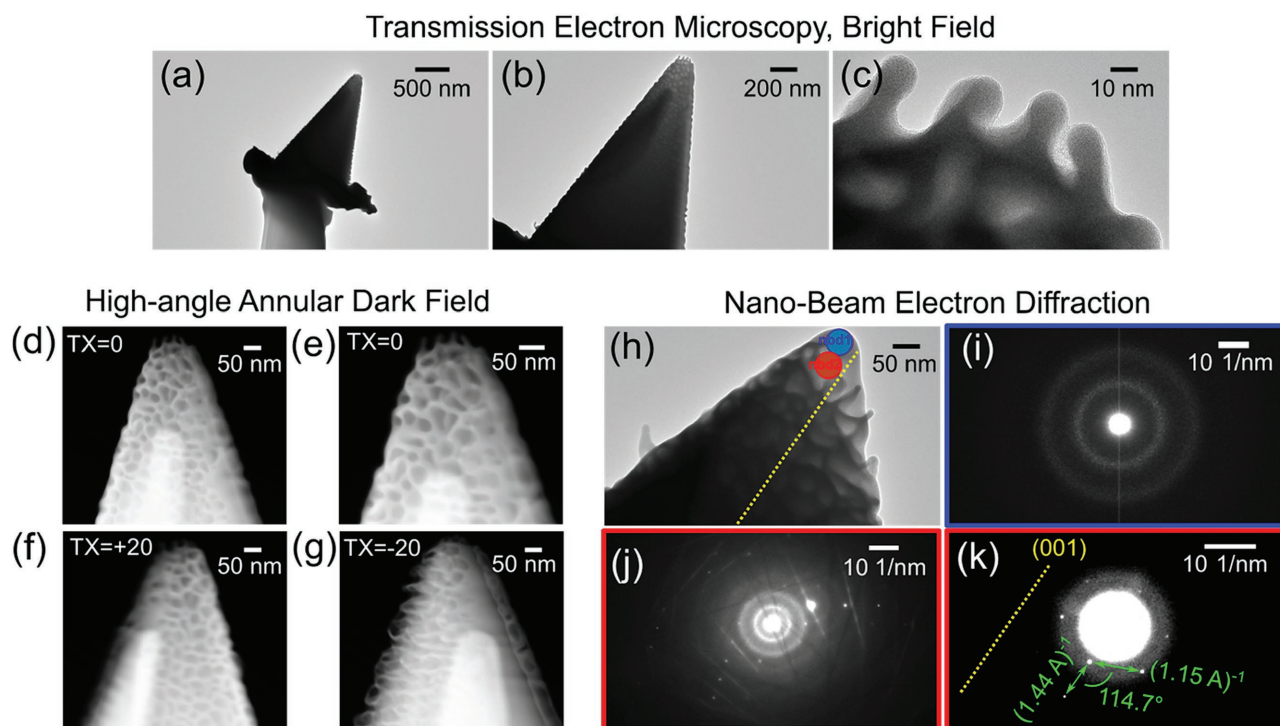 Transmission Electron Microscopy, Bright Field
(a)
500 nm
(b)
200 nm
(c)
10 nm
High-angle Annular Dark Field
Nano-Beam Electron Diffraction
(d)
TX=0
50 nm
(e)
TX=0
50 nm
(f)
TX=+20
50 nm
(g)
TX=-20
50 nm
(h)
nbd1
nbd2
50 nm
(i)
10 1/nm
(j)
10 1/nm
(k)
(001)
10 1/nm
(1.44 A)⁻¹
(1.15 A)⁻¹
114.7°